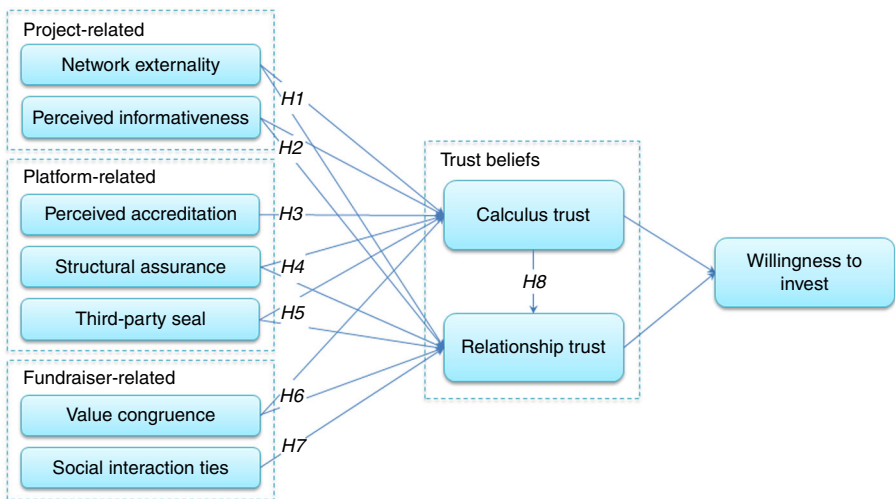 Project-related
Network externality
Perceived informativeness
Platform-related
Perceived accreditation
Structural assurance
Third-party seal
Fundraiser-related
Value congruence
Social interaction ties
H1
H2
H3
H4
H5
H6
H7
Trust beliefs
Calculus trust
H8
Relationship trust
Willingness to
invest